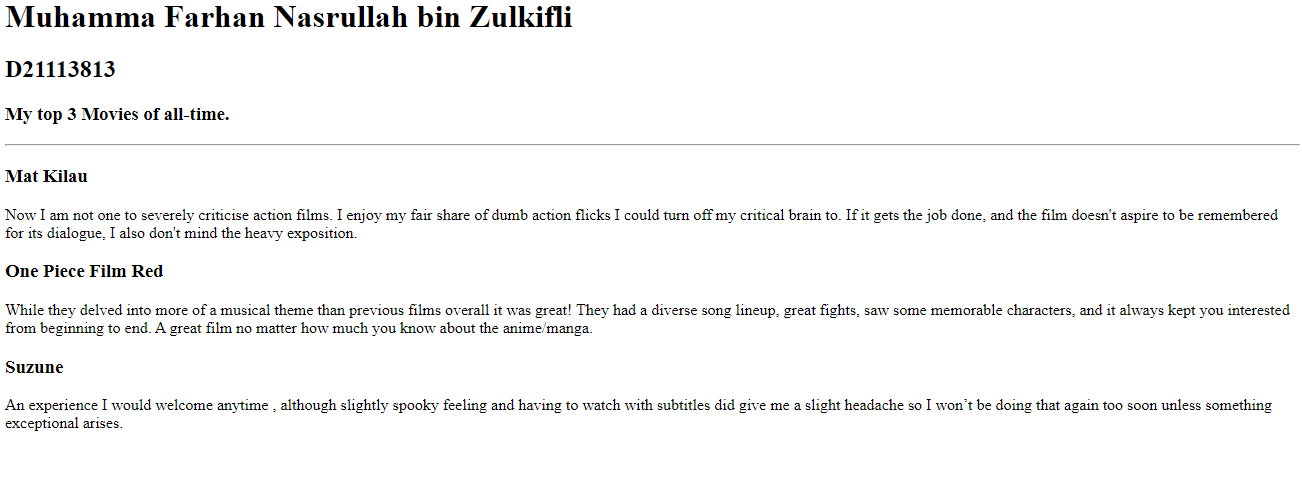 Muhamma Farhan Nasrullah bin Zulkifli
D21113813
My top 3 Movies of all-time.
Mat Kilau
Now I am not one to severely criticise action films. I enjoy my fair share of dumb action flicks I could turn off my critical brain to. If it gets the job done, and the film doesn't aspire to be remembered
for its dialogue, I also don't mind the heavy exposition.
One Piece Film Red
While they delved into more of a musical theme than previous films overall it was great! They had a diverse song lineup, great fights, saw some memorable characters, and it always kept you interested
from beginning to end. A great film no matter how much you know about the anime/manga.
Suzune
An experience I would welcome anytime , although slightly spooky feeling and having to watch with subtitles did give me a slight headache so I won’t be doing that again too soon unless something
exceptional arises.